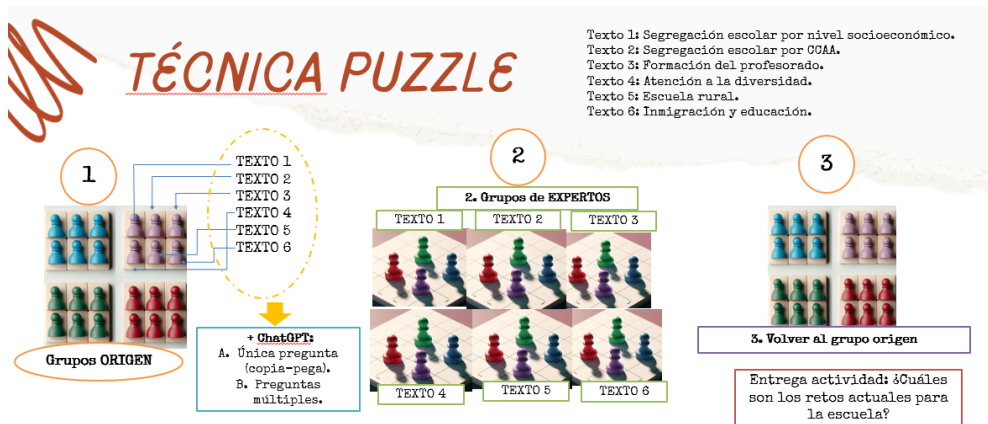 TÉCNICA PUZZLE
Texto 1: Segregación escolar por nivel socioeconómico.
Texto 2: Segregación escolar por CCAA.
Texto 3: Formación del profesorado.
Texto 4: Atención a la diversidad.
Texto 5: Escuela rural.
Texto 6: Inmigración y educación.
1
TEXTO 1
TEXTO 2
TEXTO 3
TEXTO 4
TEXTO 5
TEXTO 6
Grupos ORIGEN
+ ChatGPT:
A. Única pregunta
(copia-pega).
B. Preguntas
múltiples.
2
2. Grupos de EXPERTOS
TEXTO 1
TEXTO 2
TEXTO 3
TEXTO 4
TEXTO 5
TEXTO 6
3
3. Volver al grupo origen
Entrega actividad: ¿Cuáles
son los retos actuales para
la escuela?